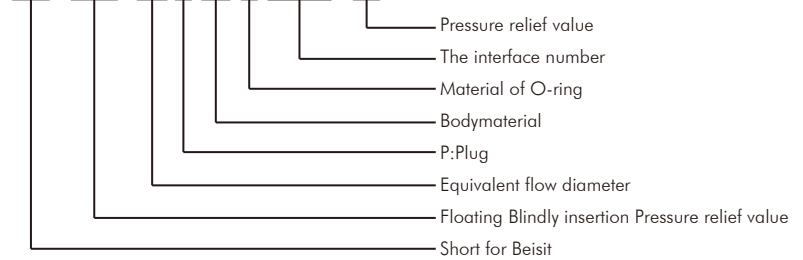 Pressure relief value
The interface number
Material of O-ring
Bodymaterial
P:Plug
Equivalent flow diameter
Floating Blindly insertion Pressure relief value
Short for Beisit